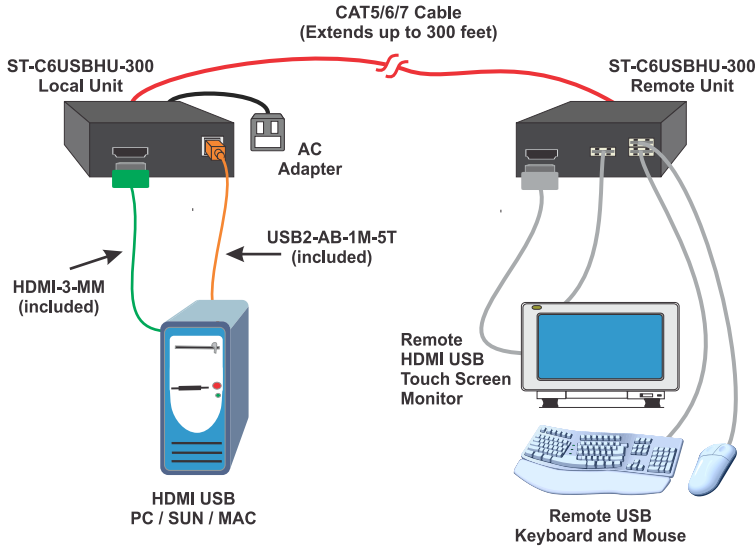 CAT5/6/7 Cable
(Extends up to 300 feet)
ST-C6USBHU-300
Local Unit
ST-C6USBHU-300
Remote Unit
AC
Adapter
USB2-AB-1M-5T
(included)
HDMI-3-MM
(included)
Remote
HDMI USB
Touch Screen
Monitor
HDMI USB
PC / SUN / MAC
Remote USB
Keyboard and Mouse